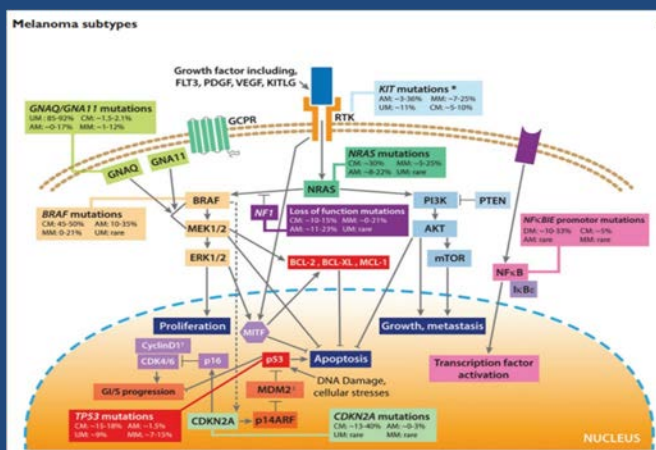 Melanoma subtypes
Growth factor including,
FLT3, PDGF, VEGF, KITLG
KIT mutations *
AM: ~3-36% MM: ~7-25%
UM: ~11% CM: ~5-10%
RTK
GNAQ/GNA11 mutations
UM : 85-92% CM: ~1.5-2.1%
AM: ~0-17% MM: ~1-12%
GCPR
GNAQ
GNA11
NRAS mutations
CM: ~30% MM: ~5-25%
AM: ~8-22% UM: rare
NRAS
BRAF
PI3K
PTEN
BRAF mutations
CM: 45-50% AM: 10-35%
MM: 0-21% UM: rare
NF1
Loss of function mutations
CM: ~10-15% MM: ~0-21%
AM: ~11-23% UM: rare
MEK1/2
AKT
NFκBIE promotor mutations
DM: ~10-33% CM: ~5%
AM: rare MM: rare
ERK1/2
BCL-2 , BCL-XL , MCL-1
mTOR
NFκB
IκBε
Proliferation
MITF
Growth, metastasis
CyclinD1
CDK4/6
p16
p53
Apoptosis
Transcription factor
activation
GI/S progression
MDM2
DNA Damage,
cellular stresses
TP53 mutations
CM: ~15-18% AM: ~1.5%
UM: ~9% MM: ~7-15%
CDKN2A
p14ARF
CDKN2A mutations
CM: ~13-40% AM: ~0-3%
UM: rare MM: rare
NUCLEUS